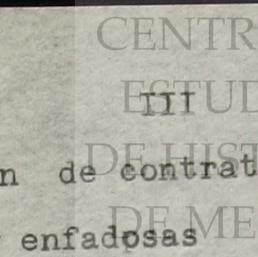 CENTR
III
ESTUD
DE HIST
n de contrat
DE ME
enfadosas